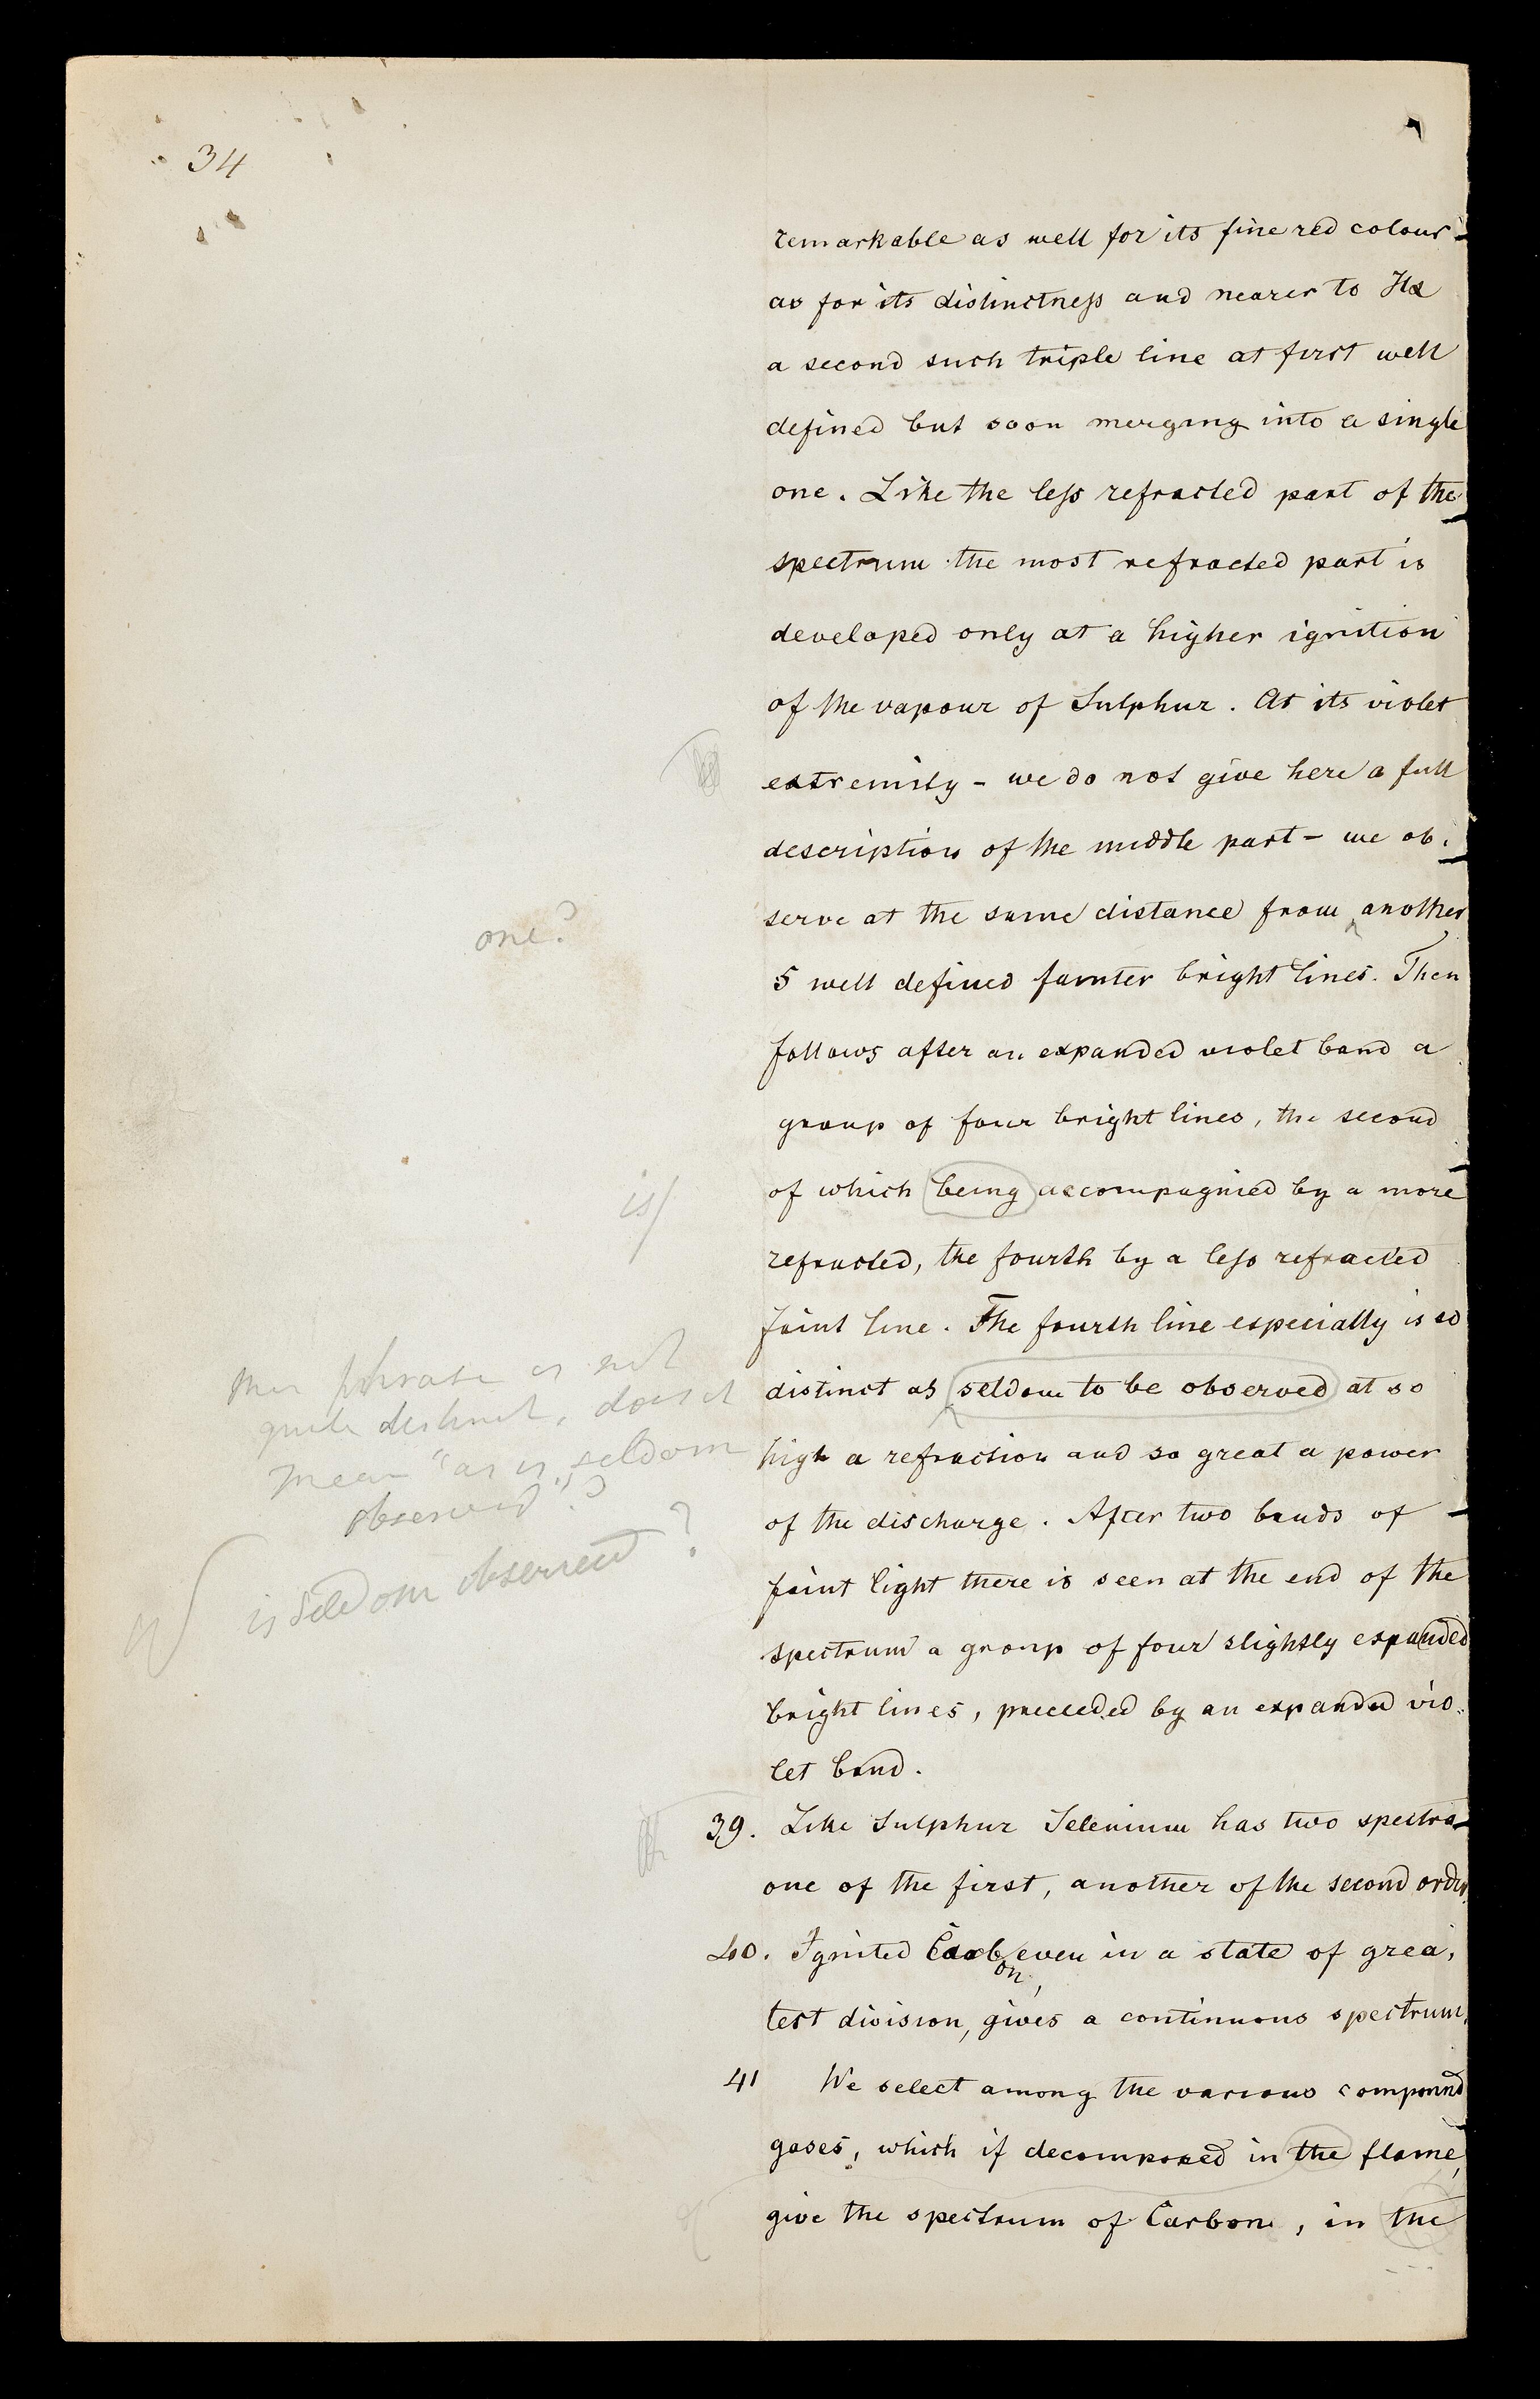 34
remarkable as well for its fine red colour
as for its distinctness and nearer to Hα
a second such triple line at first well
defined but soon merging into a single
one. Like the less refracted part of the
spectrum the most refracted part is
developed only at a higher ignition
of the vapour of Sulphur. At its violet
extremity - we do not give here a full
description of the middle part - we ob-
serve at the same distance from another
one?
5 well defined fainter bright lines. Then
follows after an expanded violet band a
group of four bright lines, the second
of which being accompagnied by a more
is/
refracted, the fourth by a less refracted
faint line. The fourth line especially is so
distinct as seldom to be observed at so
high a refraction and so great a power
of the discharge. After two bands of
faint light there is seen at the end of the
spectrum a group of four slightly expanded
bright lines, preceeded by an expanded vio-
let band.
This phrase is not
quite distinct, does it
mean "as is seldom
observed"?
is seldom observed?
39. Like Sulphur Selenium has two spectra
one of the first, another of the second order.
40. Ignited Carbon, even in a state of grea-
test division, gives a continuous spectrum.
41 We select among the various compound
gases, which if decomposed in the flame,
give the spectrum of Carbon, in the